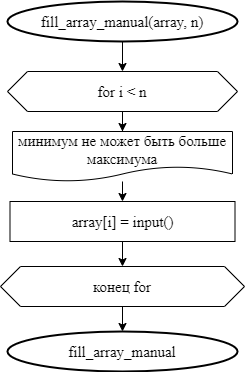 fill_array_manual(array, n)
for i < n
минимум не может быть больше
максимума
array[i] = input()
конец for
fill_array_manual